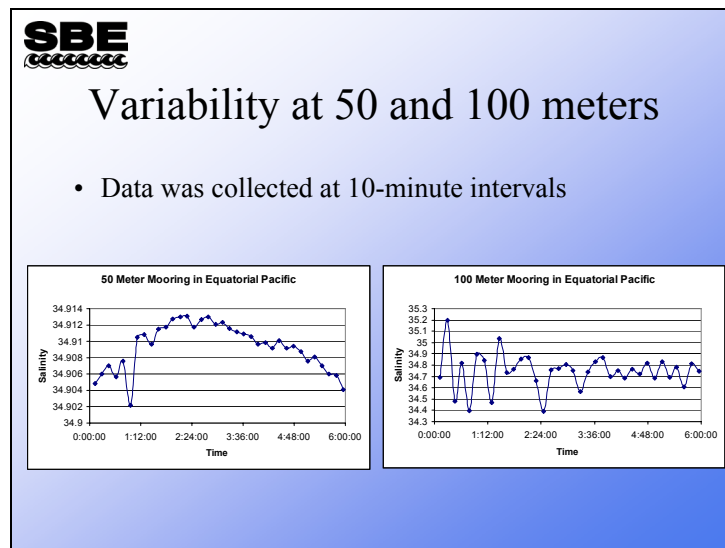 SBE
Variability at 50 and 100 meters
• Data was collected at 10-minute intervals
50 Meter Mooring in Equatorial Pacific
34.914
34.912
34.91
34.908
34.906
34.904
34.902
34.9
Salinity
0:00:00 1:12:00 2:24:00 3:36:00 4:48:00 6:00:00
Time
100 Meter Mooring in Equatorial Pacific
35.3
35.2
35.1
35
34.9
34.8
34.7
34.6
34.5
34.4
34.3
Salinity
0:00:00 1:12:00 2:24:00 3:36:00 4:48:00 6:00:00
Time